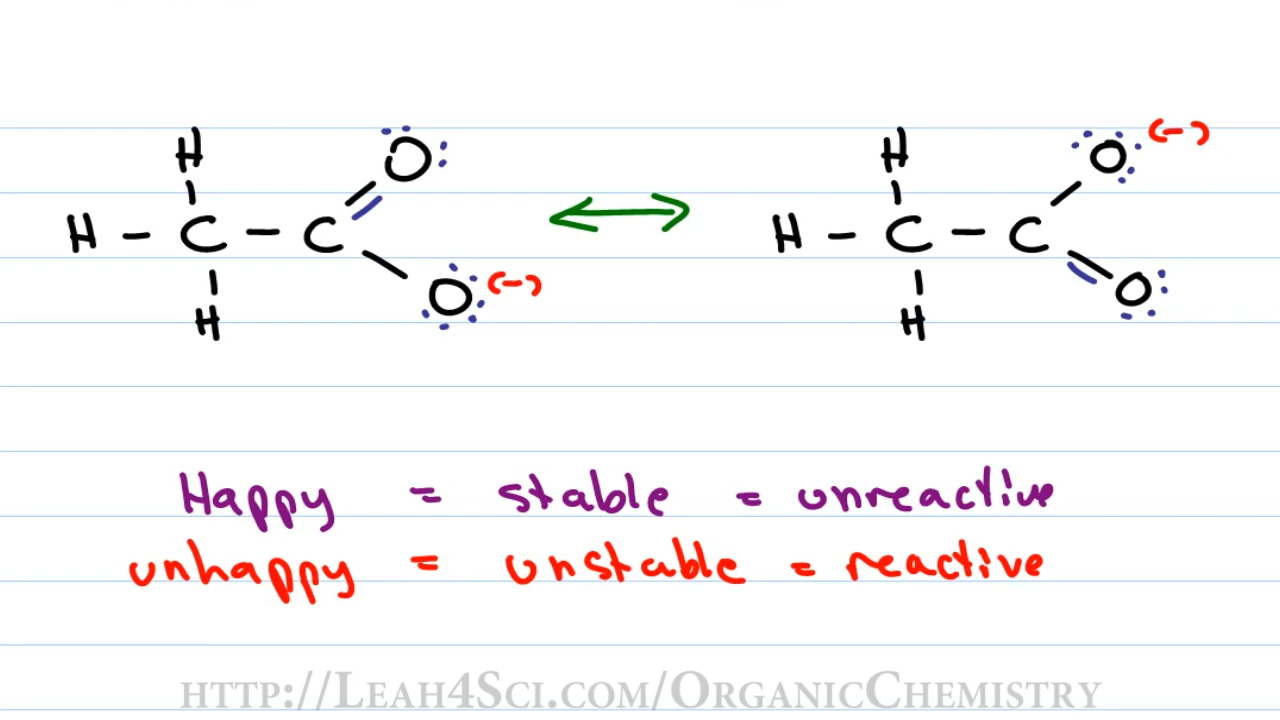 H O H O (-)
H - C - C H - C - C
H O (-) H O
Happy = stable = unreactive
unhappy = unstable = reactive
http://Leah4Sci.com/OrganicChemistry